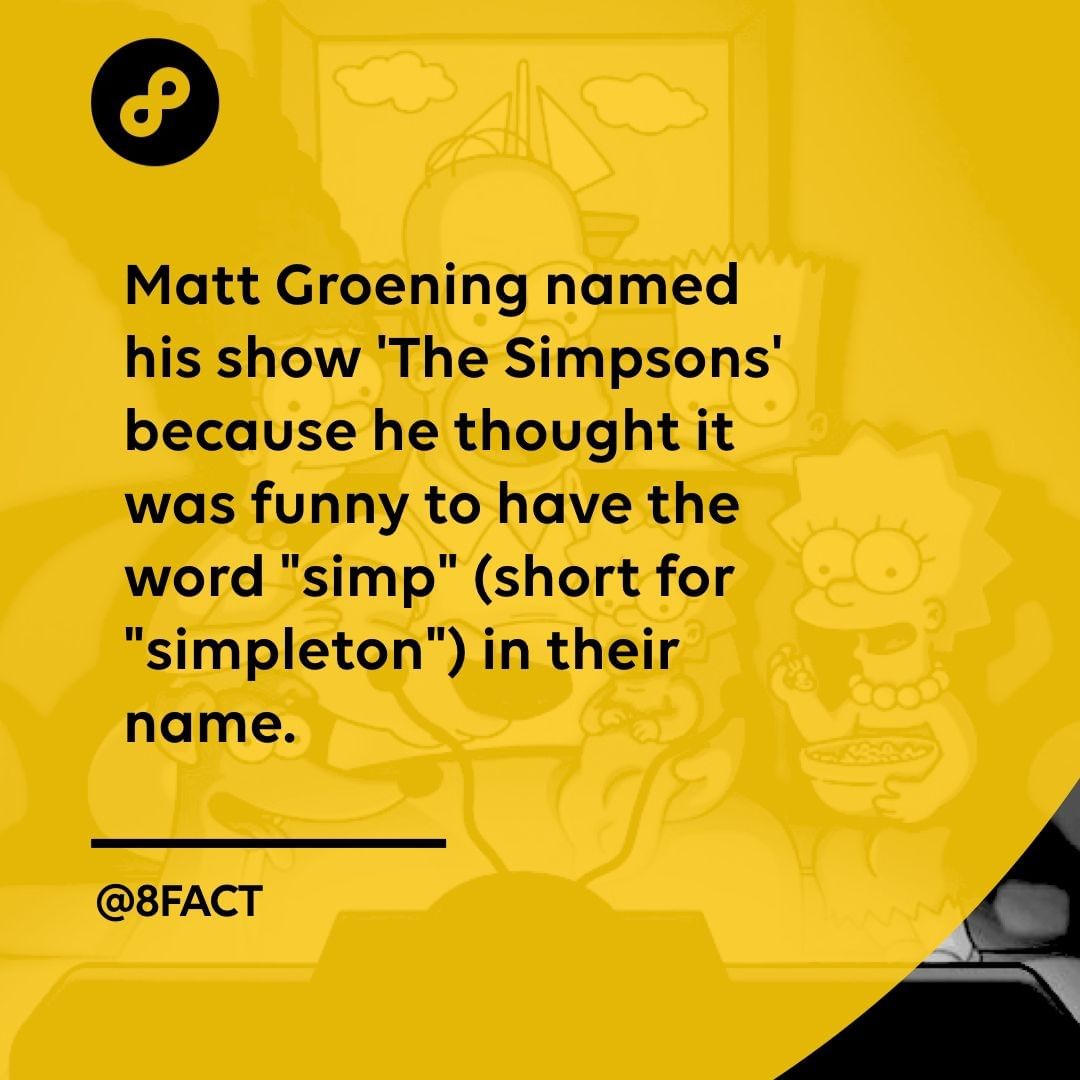 Matt Groening named
his show 'The Simpsons'
because he thought it
was funny to have the
word "simp" (short for
"simpleton") in their
name.
@8FACT